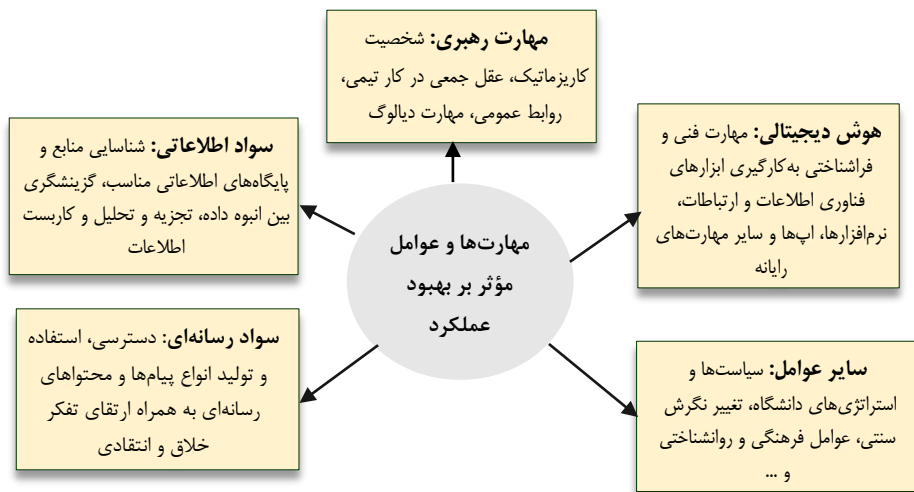 مهارت رهبری: شخصیت
کاریزماتیک، عقل جمعی در کار تیمی،
روابط عمومی، مهارت دیالوگ
هوش دیجیتالی: مهارت فنی و
فراشناختی به‌کارگیری ابزارهای
فناوری اطلاعات و ارتباطات،
نرم‌افزارها، اپ‌ها و سایر مهارت‌های
رایانه
سواد اطلاعاتی: شناسایی منابع و
پایگاه‌های اطلاعاتی مناسب، گزینشگری
بین انبوه داده، تجزیه و تحلیل و کاربست
اطلاعات
مهارت‌ها و عوامل
مؤثر بر بهبود
عملکرد
سایر عوامل: سیاست‌ها و
استراتژی‌های دانشگاه، تغییر نگرش
سنتی، عوامل فرهنگی و روانشناختی
و ...
سواد رسانه‌ای: دسترسی، استفاده
و تولید انواع پیام‌ها و محتواهای
رسانه‌ای به همراه ارتقای تفکر
خلاق و انتقادی